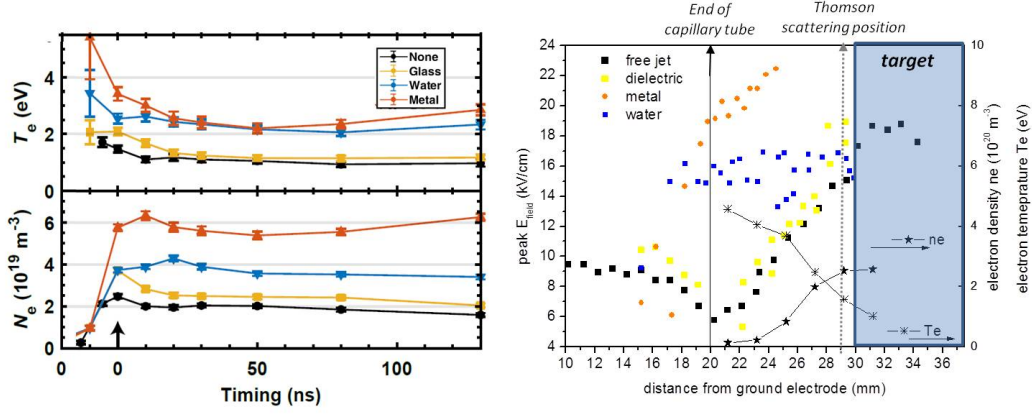 End of
capillary tube
Thomson
scattering position
T_e (eV)
4
2
0
None
Glass
Water
Metal
N_e (10^19 m^-3)
6
4
2
0
0 0 50 100
Timing (ns)
peak E_field (kV/cm)
24
22
20
18
16
14
12
10
8
6
4
free jet
dielectric
metal
water
target
ne
Te
10
8
6
4
2
0
electron density ne (10^20 m^-3)
electron temeprature Te (eV)
10 12 14 16 18 20 22 24 26 28 30 32 34 36
distance from ground electrode (mm)